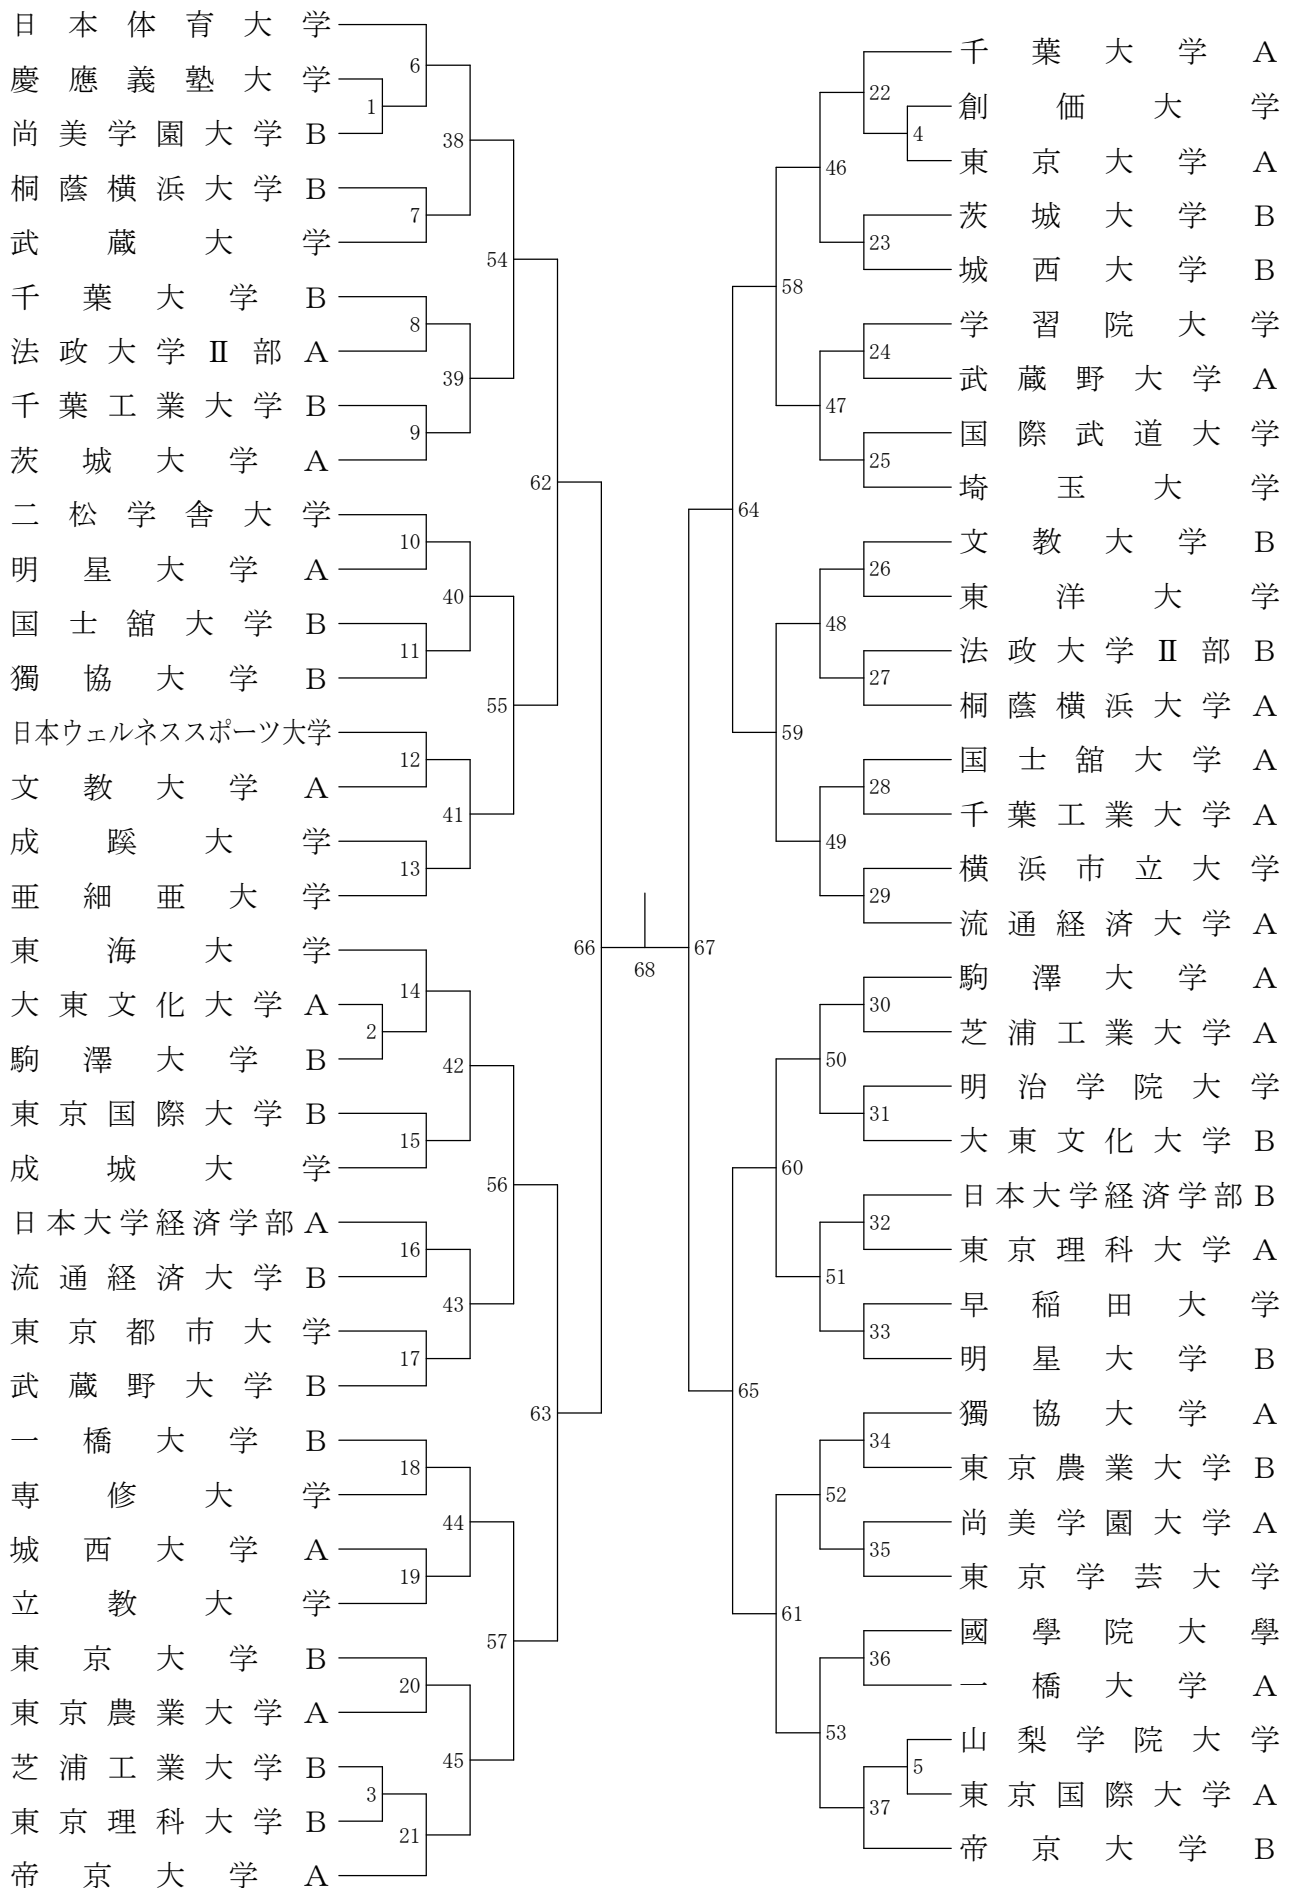 日本体育大学
慶應義塾大学
尚美学園大学B
桐蔭横浜大学B
武蔵大学
千葉大学B
法政大学Ⅱ部A
千葉工業大学B
茨城大学A
二松学舎大学
明星大学A
国士舘大学B
獨協大学B
日本ウェルネススポーツ大学
文教大学A
成蹊大学
亜細亜大学
東海大学
大東文化大学A
駒澤大学B
東京国際大学B
成城大学
日本大学経済学部A
流通経済大学B
東京都市大学
武蔵野大学B
一橋大学B
専修大学
城西大学A
立教大学
東京大学B
東京農業大学A
芝浦工業大学B
東京理科大学B
帝京大学A
1
2
3
6
7
8
9
10
11
12
13
14
15
16
17
18
19
20
21
38
39
40
41
42
43
44
45
54
55
56
57
62
63
66
68
67
64
65
58
59
60
61
46
47
48
49
50
51
52
53
22
23
24
25
26
27
28
29
30
31
32
33
34
35
36
37
4
5
千葉大学A
創価大学
東京大学A
茨城大学B
城西大学B
学習院大学
武蔵野大学A
国際武道大学
埼玉大学
文教大学B
東洋大学
法政大学Ⅱ部B
桐蔭横浜大学A
国士舘大学A
千葉工業大学A
横浜市立大学
流通経済大学A
駒澤大学A
芝浦工業大学A
明治学院大学
大東文化大学B
日本大学経済学部B
東京理科大学A
早稲田大学
明星大学B
獨協大学A
東京農業大学B
尚美学園大学A
東京学芸大学
國學院大學
一橋大学A
山梨学院大学
東京国際大学A
帝京大学B